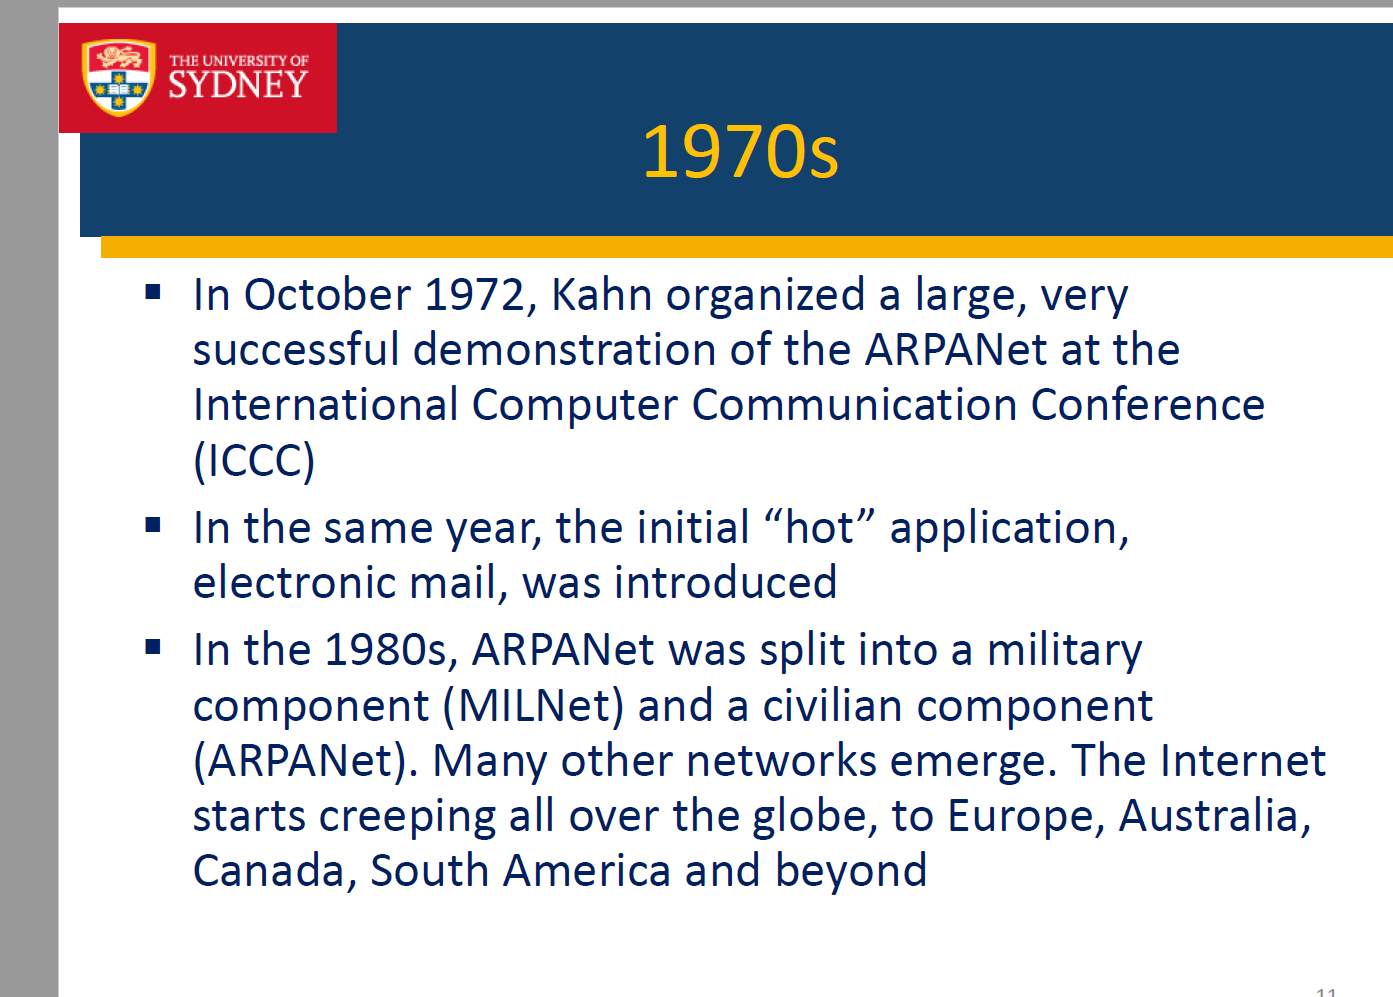 THE UNIVERSITY OF
SYDNEY
1970s
▪ In October 1972, Kahn organized a large, very
successful demonstration of the ARPANet at the
International Computer Communication Conference
(ICCC)
▪ In the same year, the initial “hot” application,
electronic mail, was introduced
▪ In the 1980s, ARPANet was split into a military
component (MILNet) and a civilian component
(ARPANet). Many other networks emerge. The Internet
starts creeping all over the globe, to Europe, Australia,
Canada, South America and beyond
11